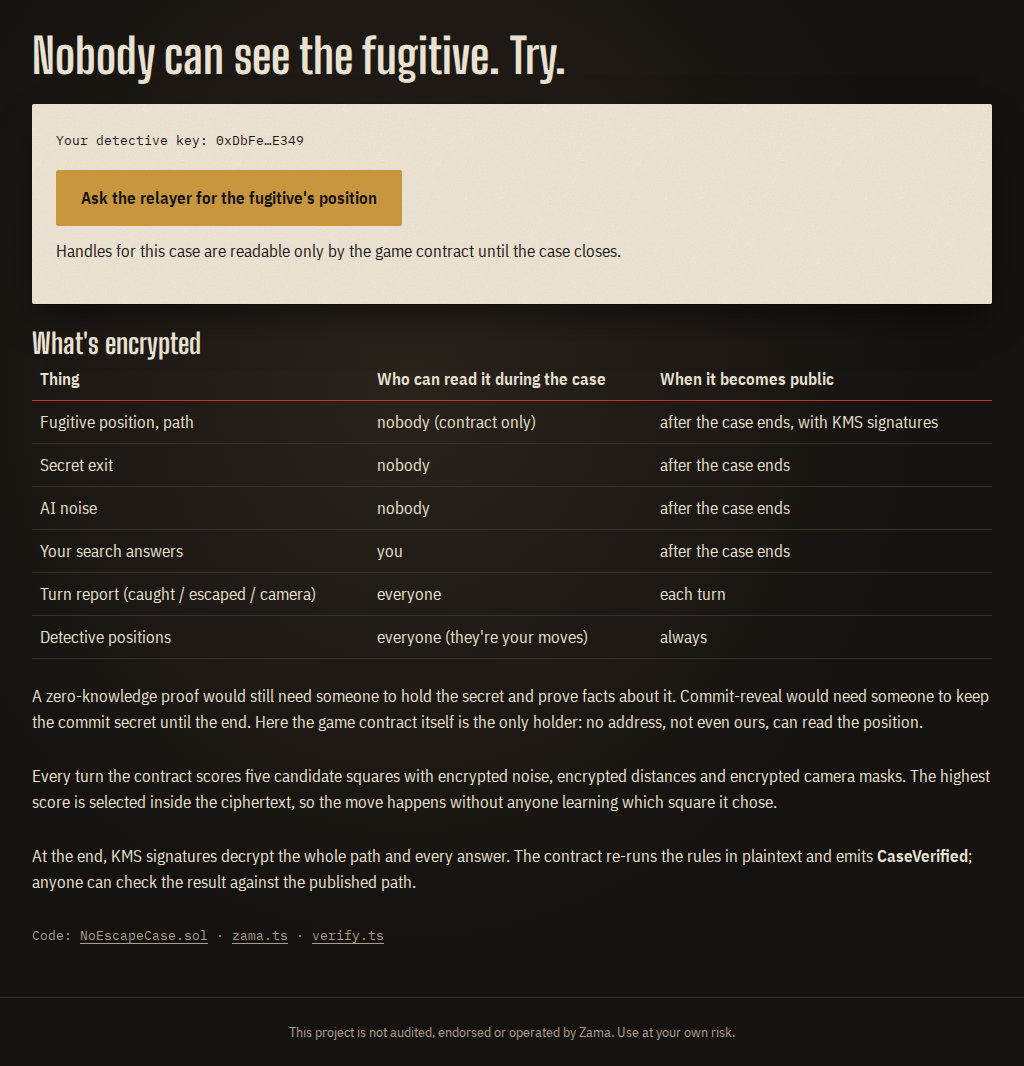 Nobody can see the fugitive. Try.
Your detective key: 0xDbFe…E349
Ask the relayer for the fugitive's position
Handles for this case are readable only by the game contract until the case closes.
What's encrypted
Thing Who can read it during the case When it becomes public
Fugitive position, path nobody (contract only) after the case ends, with KMS signatures
Secret exit nobody after the case ends
AI noise nobody after the case ends
Your search answers you after the case ends
Turn report (caught / escaped / camera) everyone each turn
Detective positions everyone (they're your moves) always
A zero-knowledge proof would still need someone to hold the secret and prove facts about it. Commit-reveal would need someone to keep
the commit secret until the end. Here the game contract itself is the only holder: no address, not even ours, can read the position.
Every turn the contract scores five candidate squares with encrypted noise, encrypted distances and encrypted camera masks. The highest
score is selected inside the ciphertext, so the move happens without anyone learning which square it chose.
At the end, KMS signatures decrypt the whole path and every answer. The contract re-runs the rules in plaintext and emits CaseVerified;
anyone can check the result against the published path.
Code: NoEscapeCase.sol · zama.ts · verify.ts
This project is not audited, endorsed or operated by Zama. Use at your own risk.